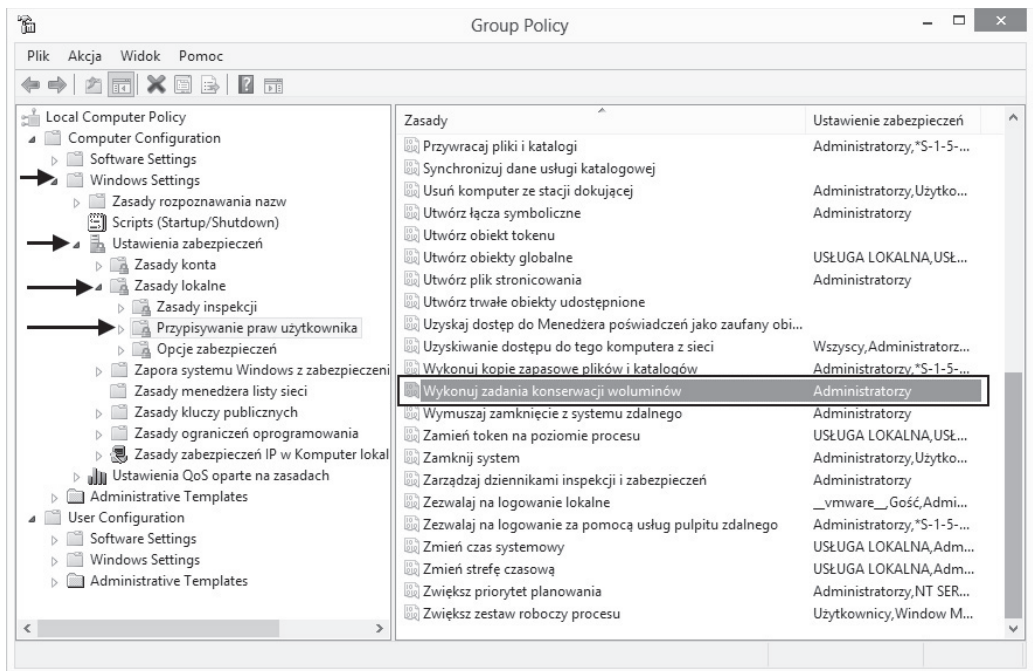 Group Policy
Plik Akcja Widok Pomoc
Local Computer Policy
Computer Configuration
Software Settings
Windows Settings
Zasady rozpoznawania nazw
Scripts (Startup/Shutdown)
Ustawienia zabezpieczeń
Zasady konta
Zasady lokalne
Zasady inspekcji
Przypisywanie praw użytkownika
Opcje zabezpieczeń
Zapora systemu Windows z zabezpieczeni
Zasady menedżera listy sieci
Zasady kluczy publicznych
Zasady ograniczeń oprogramowania
Zasady zabezpieczeń IP w Komputer lokal
Ustawienia QoS oparte na zasadach
Administrative Templates
User Configuration
Software Settings
Windows Settings
Administrative Templates
Zasady Ustawienie zabezpieczeń
Przywracaj pliki i katalogi Administratorzy,*S-1-5-...
Synchronizuj dane usługi katalogowej
Usuń komputer ze stacji dokującej Administratorzy,Użytko...
Utwórz łącza symboliczne Administratorzy
Utwórz obiekt tokenu
Utwórz obiekty globalne USŁUGA LOKALNA,USŁ...
Utwórz plik stronicowania Administratorzy
Utwórz trwałe obiekty udostępnione
Uzyskaj dostęp do Menedżera poświadczeń jako zaufany obi...
Uzyskiwanie dostępu do tego komputera z sieci Wszyscy,Administratorz...
Wykonuj kopie zapasowe plików i katalogów Administratorzy,*S-1-5-...
Wykonuj zadania konserwacji woluminów Administratorzy
Wymuszaj zamknięcie z systemu zdalnego Administratorzy
Zamień token na poziomie procesu USŁUGA LOKALNA,USŁ...
Zamknij system Administratorzy,Użytko...
Zarządzaj dziennikami inspekcji i zabezpieczeń Administratorzy
Zezwalaj na logowanie lokalne __vmware__,Gość,Admi...
Zezwalaj na logowanie za pomocą usług pulpitu zdalnego Administratorzy,*S-1-5-...
Zmień czas systemowy USŁUGA LOKALNA,Adm...
Zmień strefę czasową USŁUGA LOKALNA,Adm...
Zwiększ priorytet planowania Administratorzy,NT SER...
Zwiększ zestaw roboczy procesu Użytkownicy,Window M...